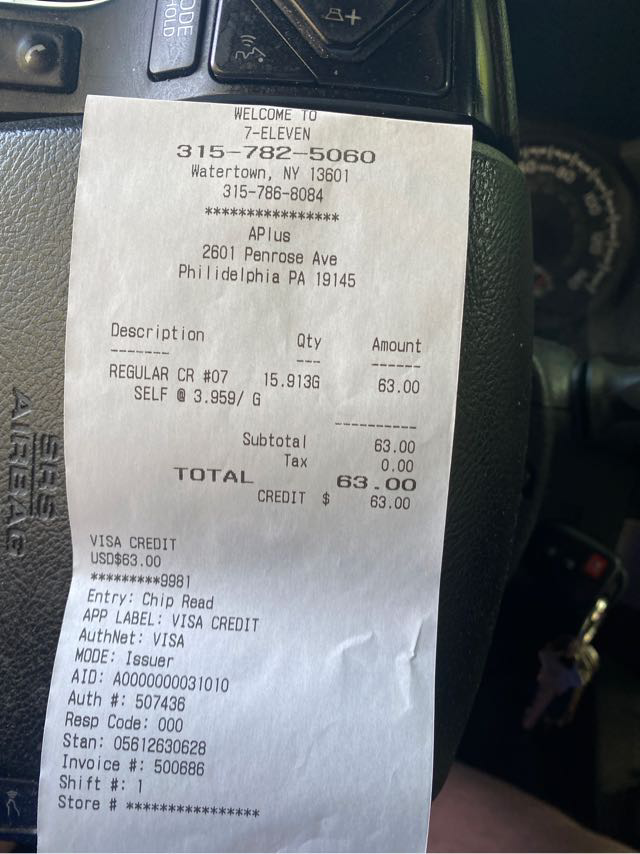 MODE
HOLD
WELCOME TO
7-ELEVEN
315-782-5060
Watertown, NY 13601
315-786-8084
****************
APlus
2601 Penrose Ave
Philidelphia PA 19145
Description Qty Amount
------- --- ------
REGULAR CR #07 15.913G 63.00
SELF @ 3.959/ G
----------
Subtotal 63.00
Tax 0.00
TOTAL 63.00
CREDIT $ 63.00
VISA CREDIT
USD$63.00
*********9981
Entry: Chip Read
APP LABEL: VISA CREDIT
AuthNet: VISA
MODE: Issuer
AID: A0000000031010
Auth #: 507436
Resp Code: 000
Stan: 05612630628
Invoice #: 500686
Shift #: 1
Store # ****************
SRS
AIRBAG